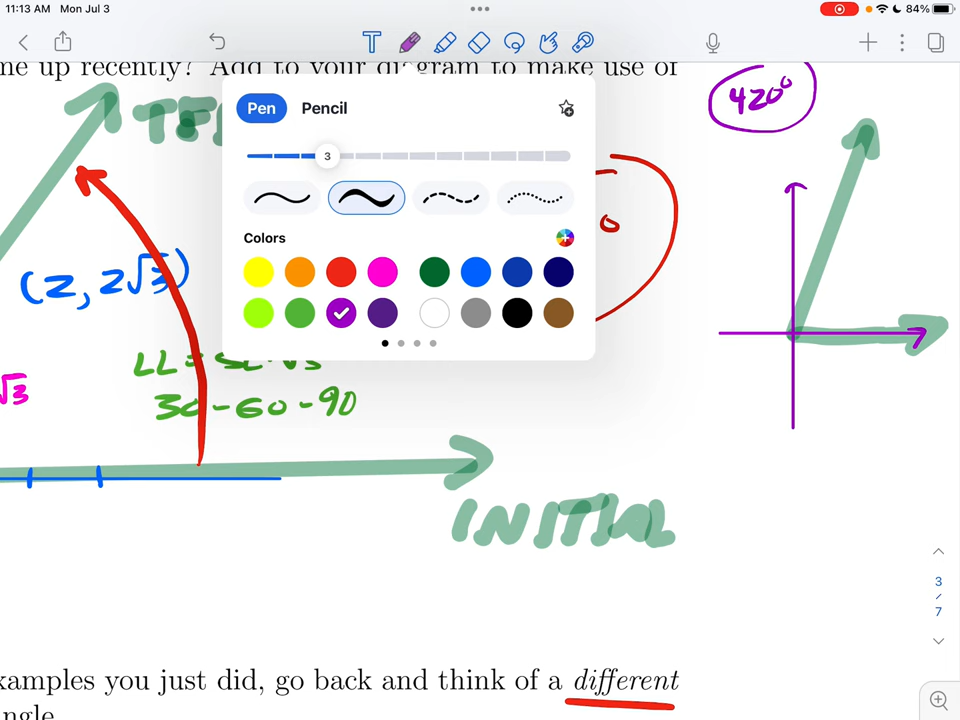 11:13 AM Mon Jul 3
84%
me up recently? Add to your diagram to make use of
420°
Pen
Pencil
3
Colors
(2, 2√3)
√3
30-60-90
INITIAL
3
/
7
xamples you just did, go back and think of a different
ngle